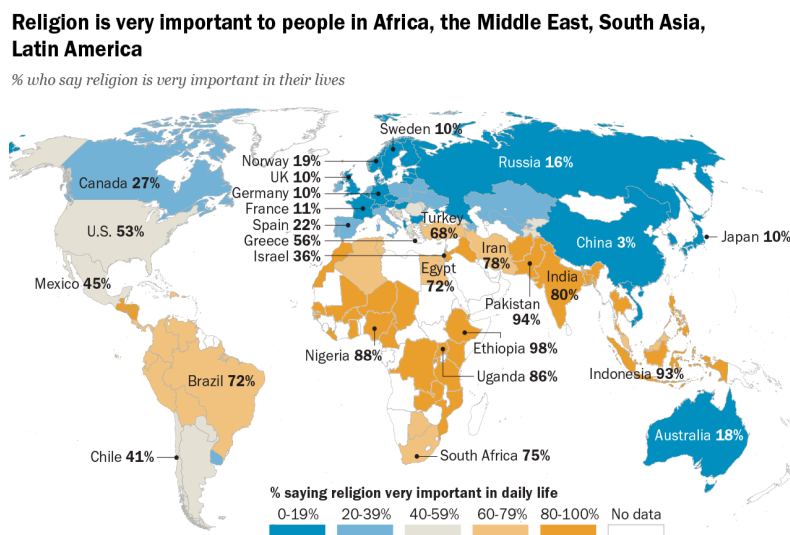 Religion is very important to people in Africa, the Middle East, South Asia,
Latin America
% who say religion is very important in their lives
Sweden 10%
Norway 19%
Russia 16%
UK 10%
Canada 27%
Germany 10%
France 11%
Spain 22%
Turkey
68%
U.S. 53%
Greece 56%
Japan 10%
China 3%
Israel 36%
Iran
78%
Egypt
72%
India
80%
Mexico 45%
Pakistan
94%
Nigeria 88%
Ethiopia 98%
Uganda 86%
Indonesia 93%
Brazil 72%
Australia 18%
Chile 41%
South Africa 75%
% saying religion very important in daily life
0-19% 20-39% 40-59% 60-79% 80-100% No data